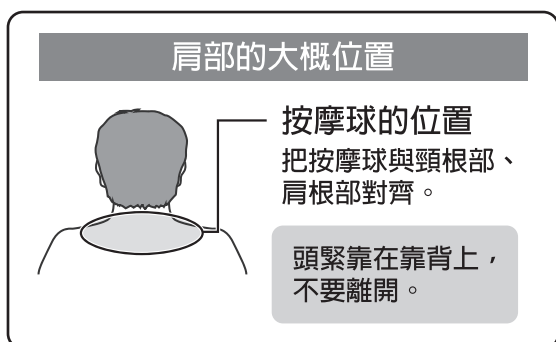 肩部的大概位置
按摩球的位置
把按摩球與頸根部、
肩根部對齊。
頭緊靠在靠背上，
不要離開。